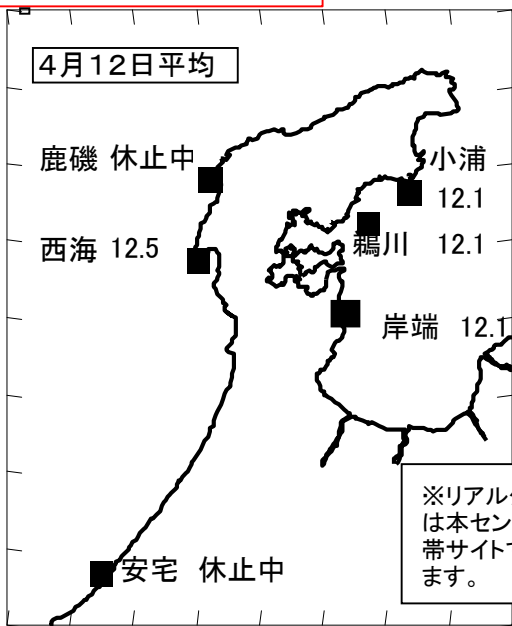 4月12日平均
鹿磯 休止中
小浦
12.1
西海 12.5
鵜川 12.1
岸端 12.1
※リアル
は本セン
帯サイト
ます。
安宅 休止中